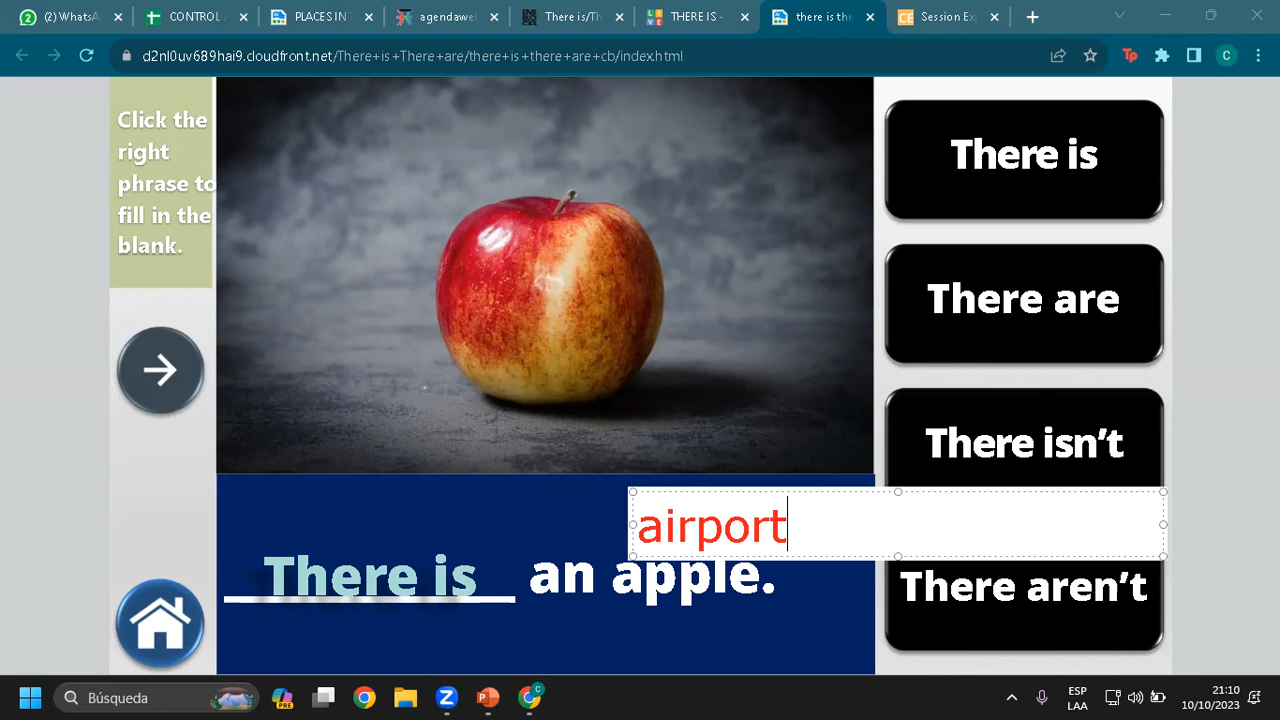 (2) WhatsA
CONTROL A
PLACES IN
agendaweb
There is/Th
THERE IS -
there is the
Session Ex
d2nl0uv689hai9.cloudfront.net/There+is+There+are/there+is+there+are+cb/index.html
Click the
right
phrase to
fill in the
blank.
There is
There are
There isn't
airport
There is an apple.
There aren't
Búsqueda
PRE
ESP
LAA
21:10
10/10/2023